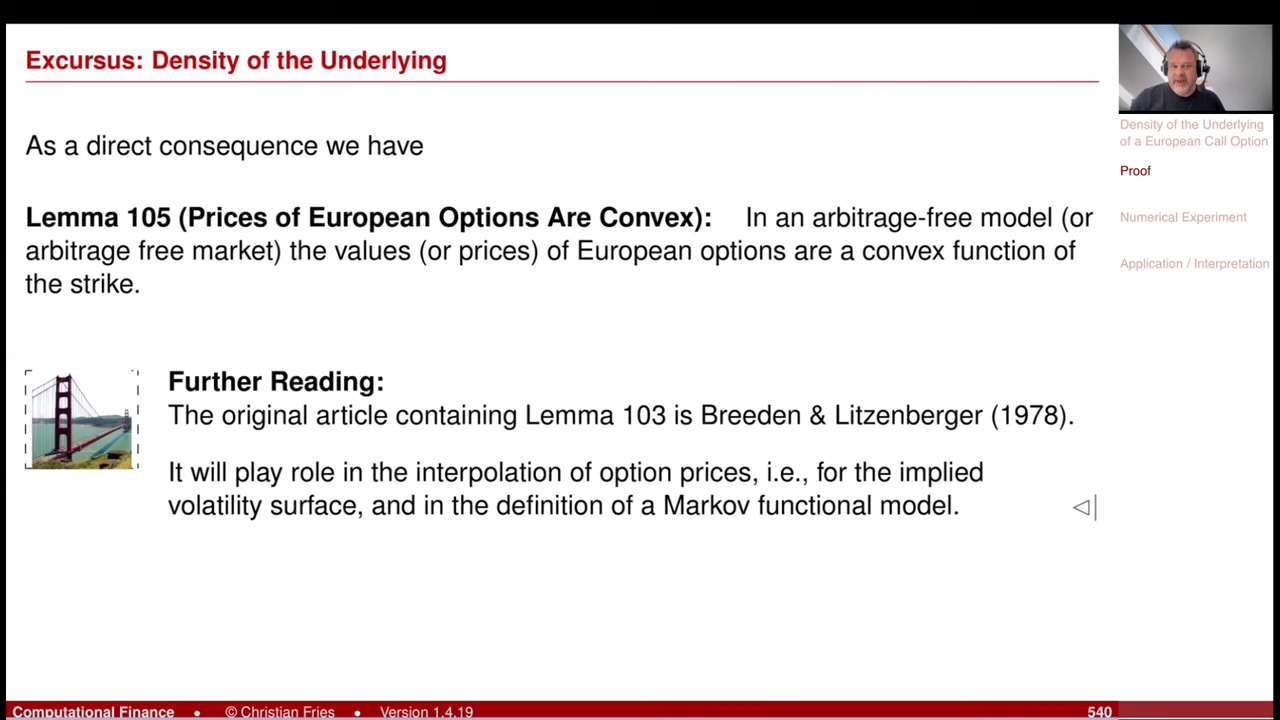 Excursus: Density of the Underlying
As a direct consequence we have
Lemma 105 (Prices of European Options Are Convex): In an arbitrage-free model (or
arbitrage free market) the values (or prices) of European options are a convex function of
the strike.
Further Reading:
The original article containing Lemma 103 is Breeden & Litzenberger (1978).
It will play role in the interpolation of option prices, i.e., for the implied
volatility surface, and in the definition of a Markov functional model.
Density of the Underlying
of a European Call Option
Proof
Numerical Experiment
Application / Interpretation
Computational Finance • © Christian Fries • Version 1.4.19 540